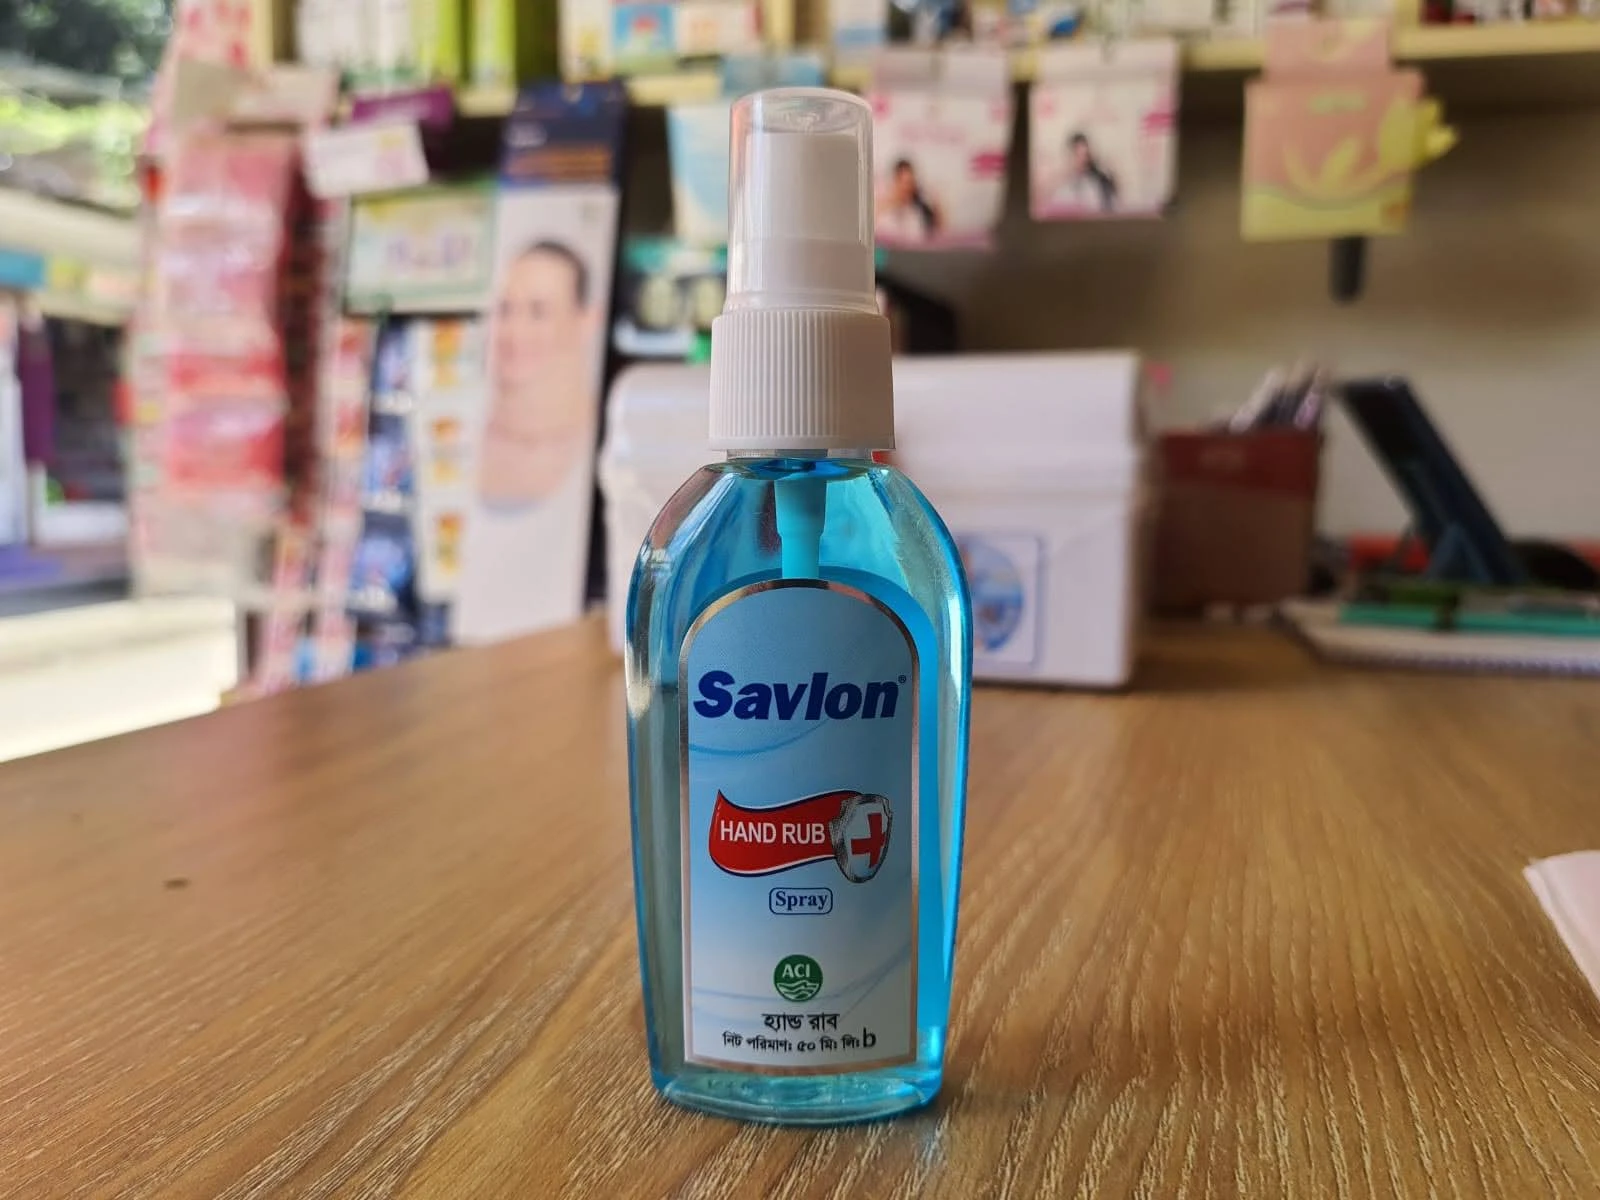 Savlon®
HAND RUB
Spray
ACI
হ্যান্ড রাব
নিট পরিমাণঃ ৫০ মিঃ লিঃ b